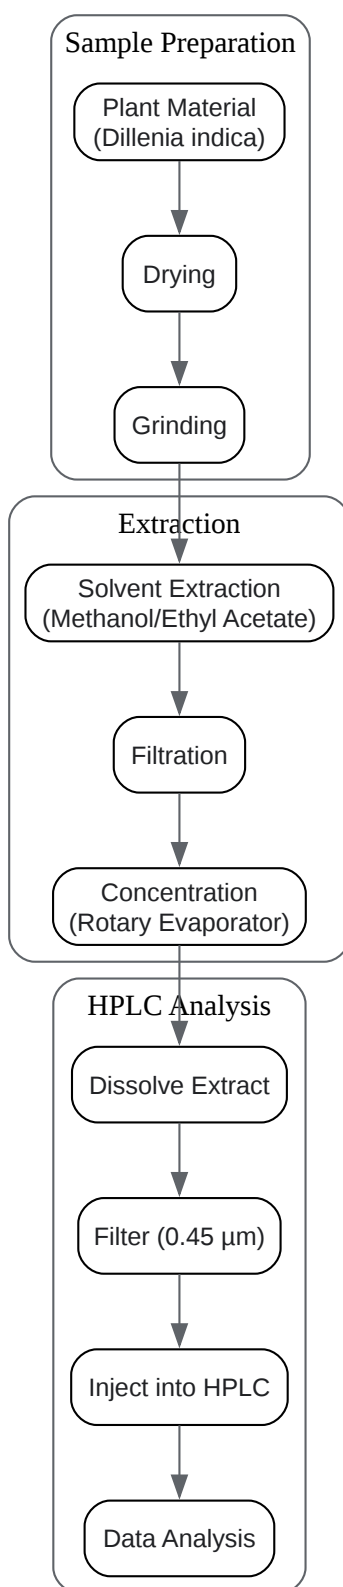 Sample Preparation
Plant Material
(Dillenia indica)
Drying
Grinding
Extraction
Solvent Extraction
(Methanol/Ethyl Acetate)
Filtration
Concentration
(Rotary Evaporator)
HPLC Analysis
Dissolve Extract
Filter (0.45 µm)
Inject into HPLC
Data Analysis